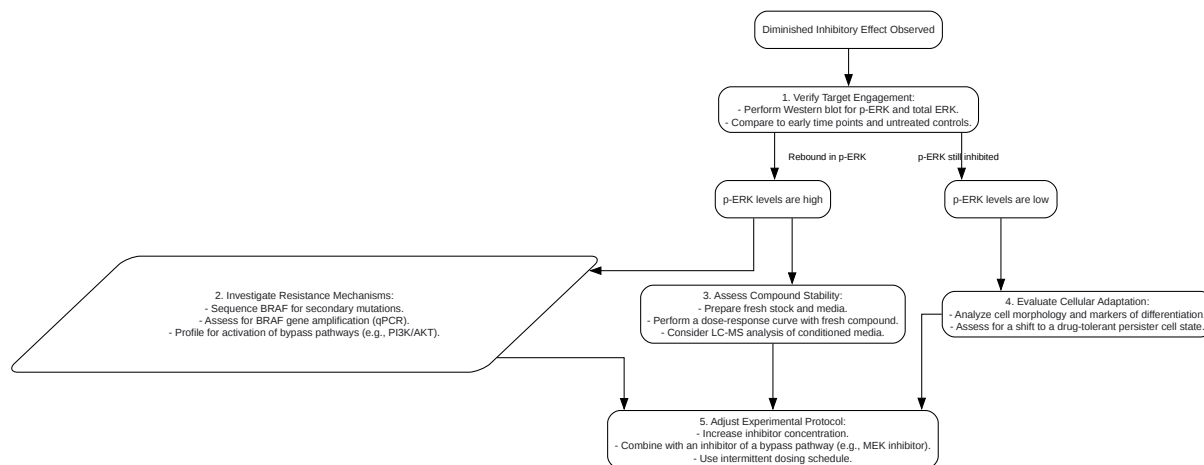 Diminished Inhibitory Effect Observed
1. Verify Target Engagement:
- Perform Western blot for p-ERK and total ERK.
- Compare to early time points and untreated controls.
Rebound in p-ERK
p-ERK still inhibited
p-ERK levels are high
p-ERK levels are low
2. Investigate Resistance Mechanisms:
- Sequence BRAF for secondary mutations.
- Assess for BRAF gene amplification (qPCR).
- Profile for activation of bypass pathways (e.g., PI3K/AKT).
3. Assess Compound Stability:
- Prepare fresh stock and media.
- Perform a dose-response curve with fresh compound.
- Consider LC-MS analysis of conditioned media.
4. Evaluate Cellular Adaptation:
- Analyze cell morphology and markers of differentiation.
- Assess for a shift to a drug-tolerant persister cell state.
5. Adjust Experimental Protocol:
- Increase inhibitor concentration.
- Combine with an inhibitor of a bypass pathway (e.g., MEK inhibitor).
- Use intermittent dosing schedule.